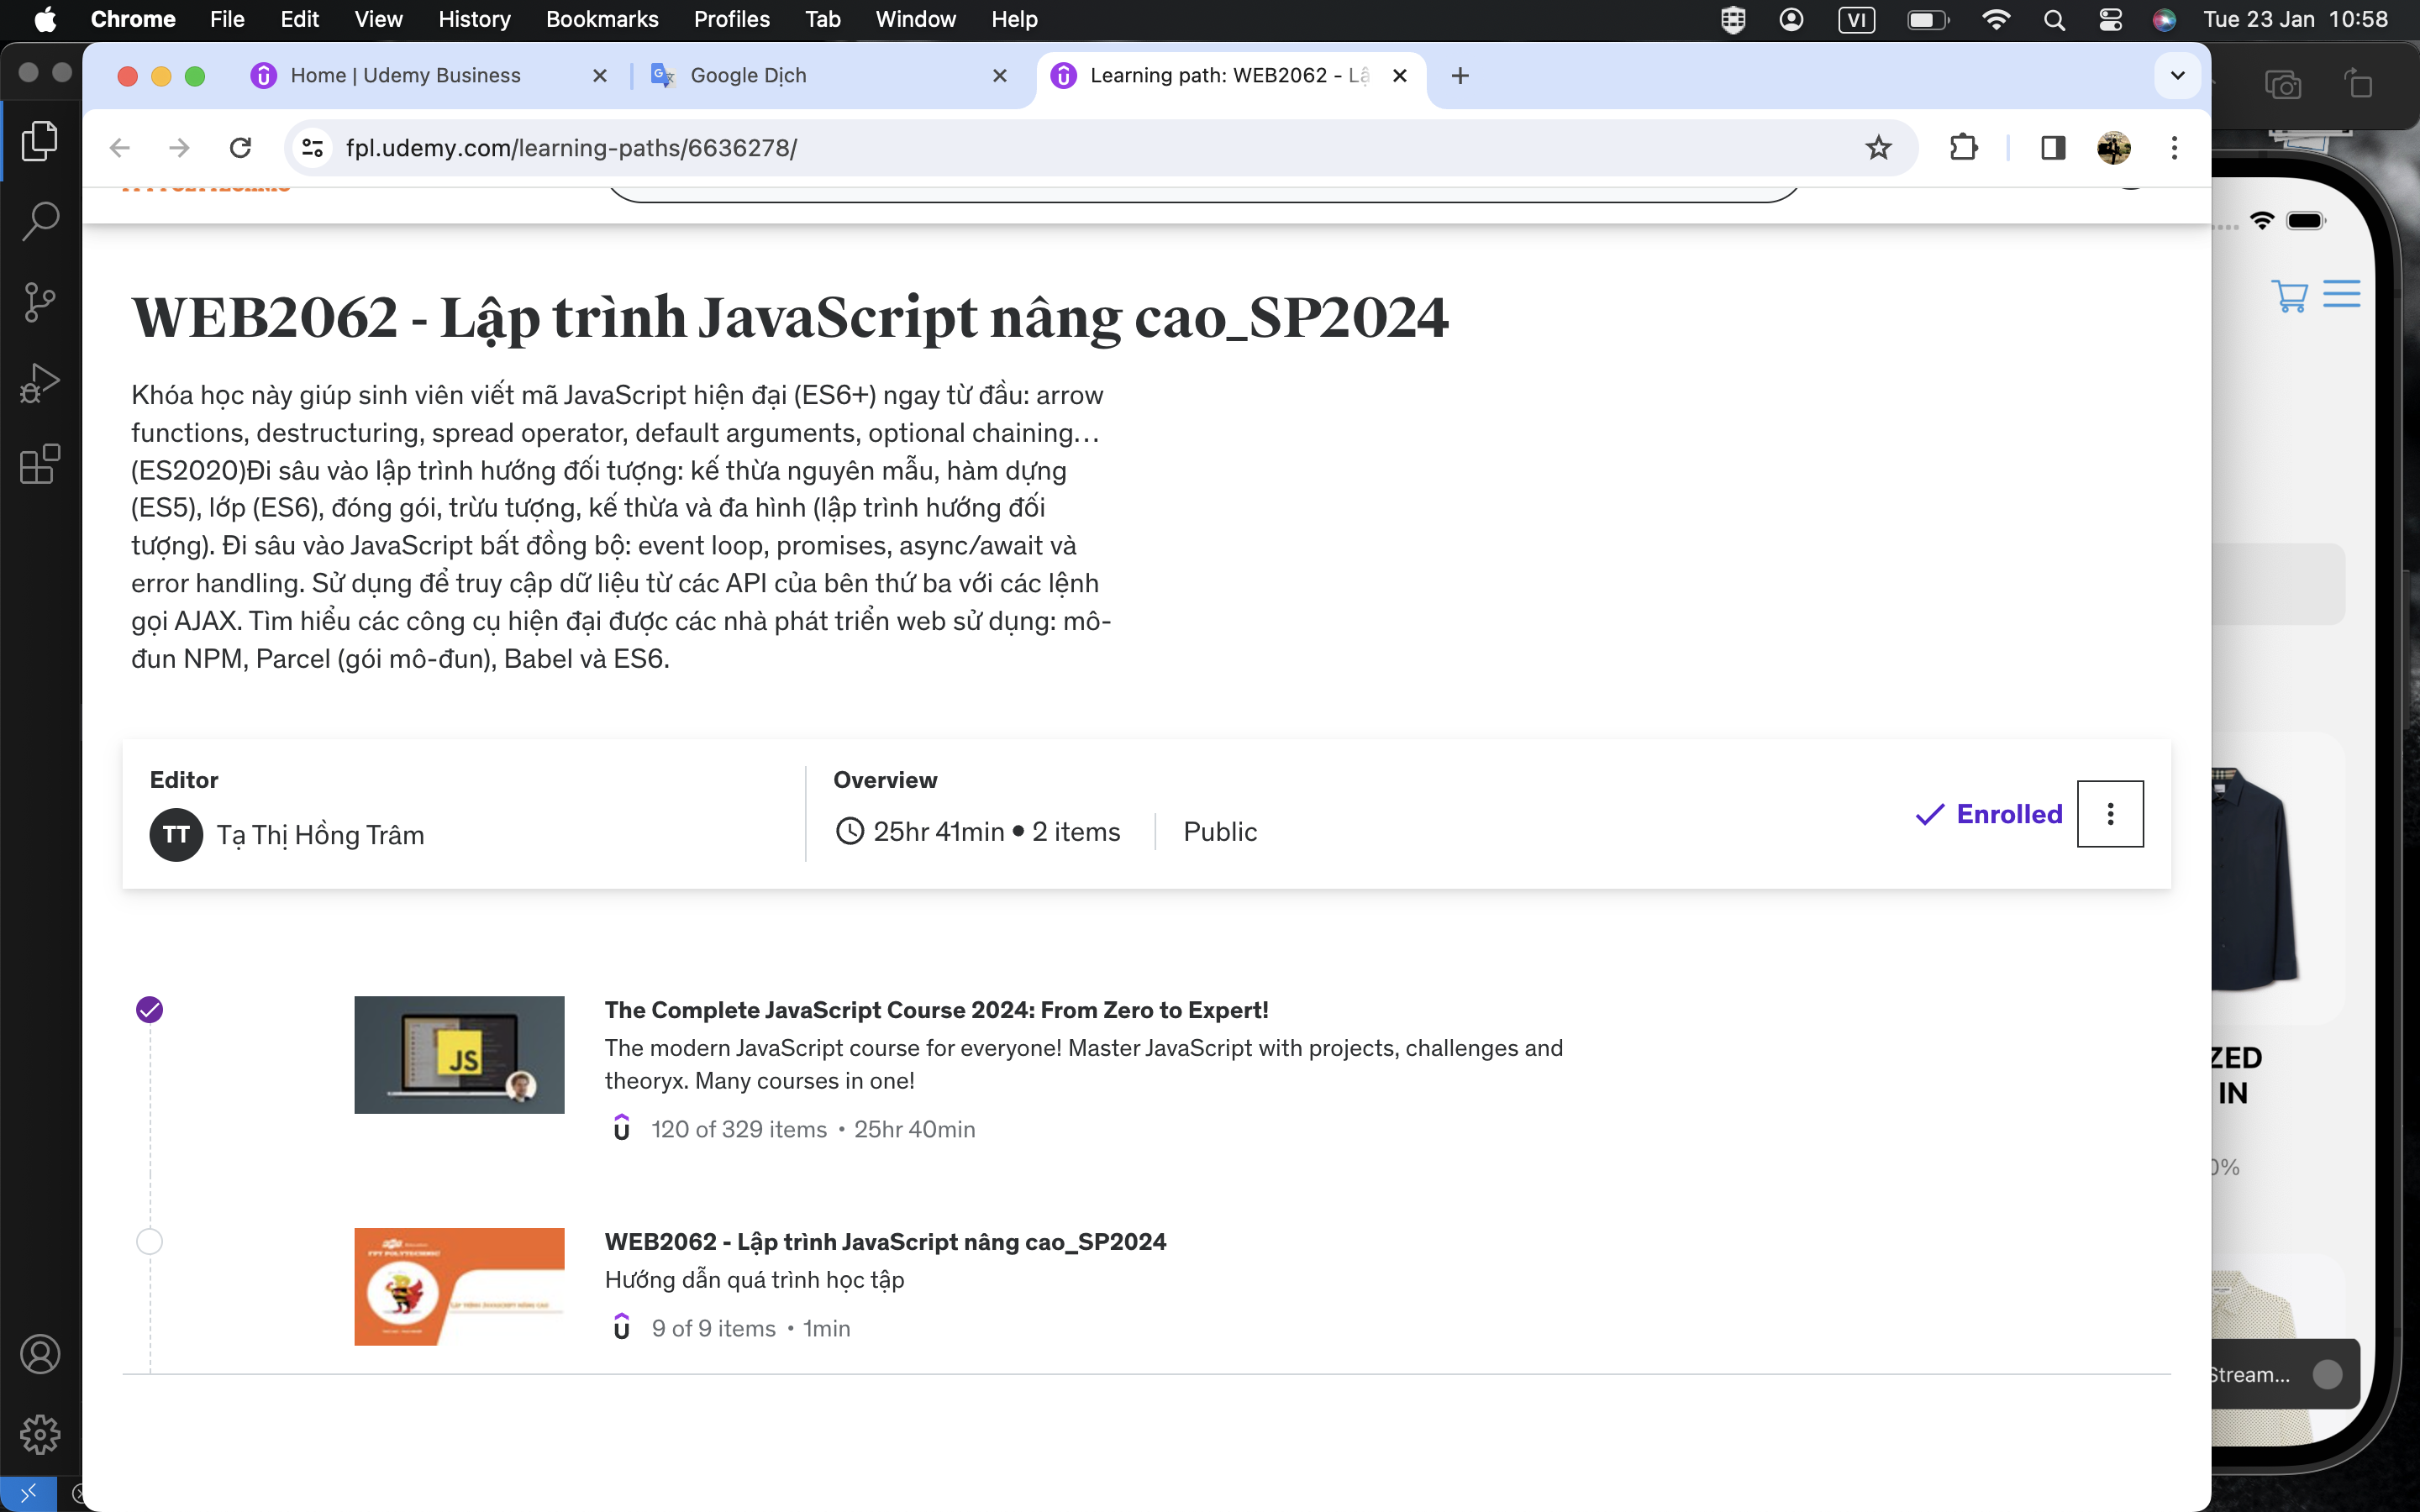 Chrome File Edit View History Bookmarks Profiles Tab Window Help VI Tue 23 Jan 10:58
Home | Udemy Business
Google Dịch
Learning path: WEB2062 - Lậ
fpl.udemy.com/learning-paths/6636278/
WEB2062 - Lập trình JavaScript nâng cao_SP2024
Khóa học này giúp sinh viên viết mã JavaScript hiện đại (ES6+) ngay từ đầu: arrow
functions, destructuring, spread operator, default arguments, optional chaining…
(ES2020)Đi sâu vào lập trình hướng đối tượng: kế thừa nguyên mẫu, hàm dựng
(ES5), lớp (ES6), đóng gói, trừu tượng, kế thừa và đa hình (lập trình hướng đối
tượng). Đi sâu vào JavaScript bất đồng bộ: event loop, promises, async/await và
error handling. Sử dụng để truy cập dữ liệu từ các API của bên thứ ba với các lệnh
gọi AJAX. Tìm hiểu các công cụ hiện đại được các nhà phát triển web sử dụng: mô-
đun NPM, Parcel (gói mô-đun), Babel và ES6.
Editor
TT Tạ Thị Hồng Trâm
Overview
25hr 41min • 2 items
Public
Enrolled
JS
The Complete JavaScript Course 2024: From Zero to Expert!
The modern JavaScript course for everyone! Master JavaScript with projects, challenges and
theoryx. Many courses in one!
120 of 329 items • 25hr 40min
FPT POLYTECHNIC
LẬP TRÌNH JAVASCRIPT NÂNG CAO
WEB2062 - Lập trình JavaScript nâng cao_SP2024
Hướng dẫn quá trình học tập
9 of 9 items • 1min
ZED
IN
0%
Stream...